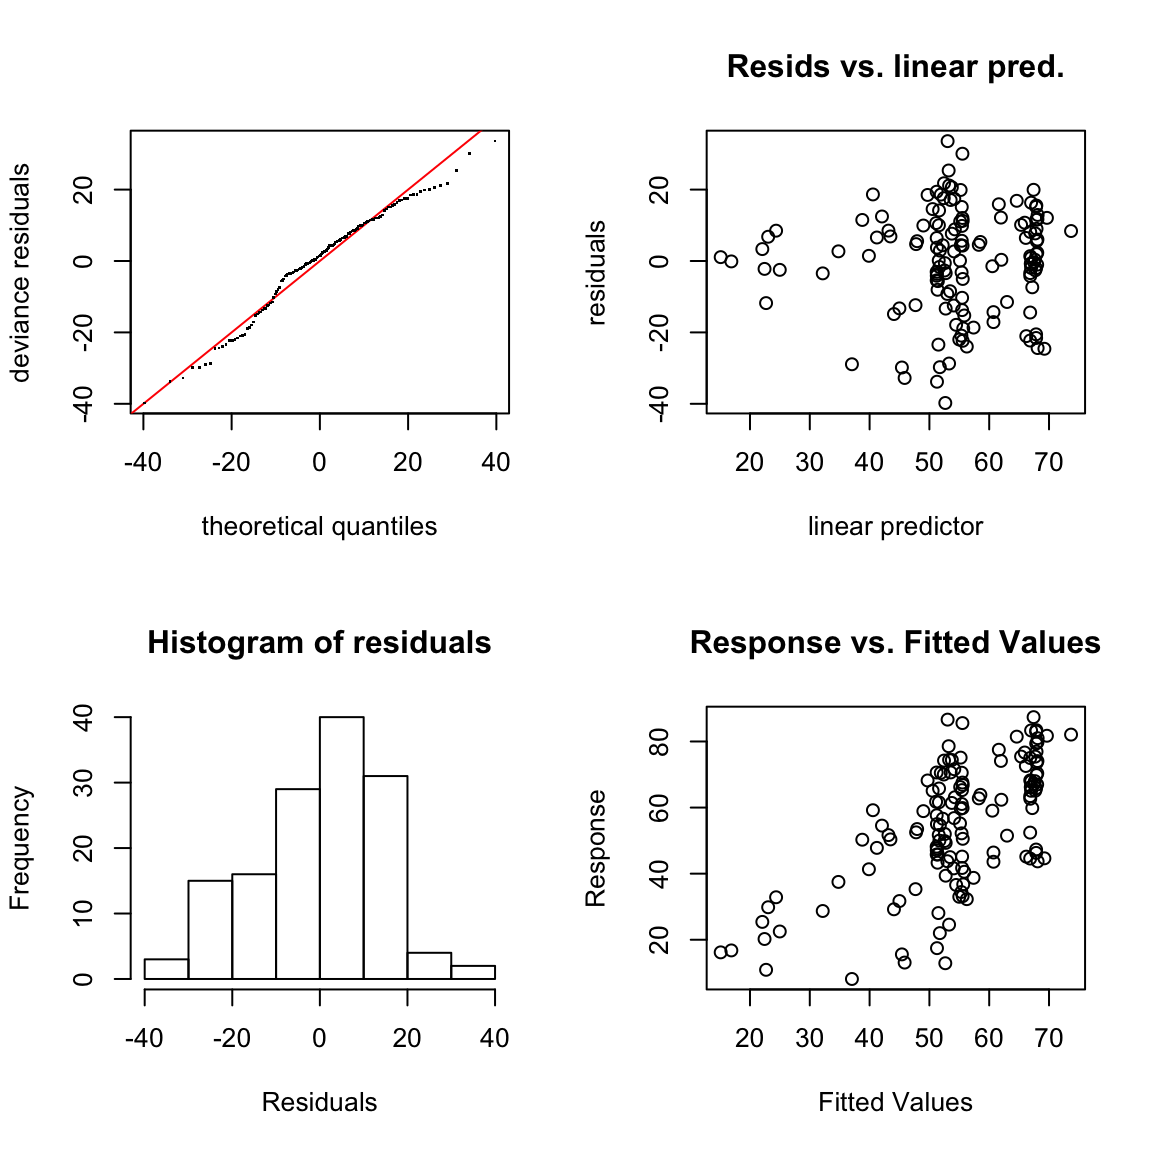 deviance residuals
20
0
-20
-40
-40 -20 0 20 40
theoretical quantiles
Resids vs. linear pred.
residuals
20
0
-20
-40
20 30 40 50 60 70
linear predictor
Histogram of residuals
Frequency
40
30
20
10
0
-40 -20 0 20 40
Residuals
Response vs. Fitted Values
Response
80
60
40
20
20 30 40 50 60 70
Fitted Values